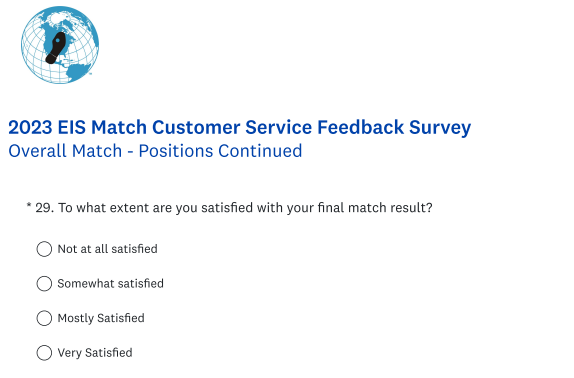 2023 EIS Match Customer Service Feedback Survey
Overall Match - Positions Continued
* 29. To what extent are you satisfied with your final match result?
Not at all satisfied
Somewhat satisfied
Mostly Satisfied
Very Satisfied